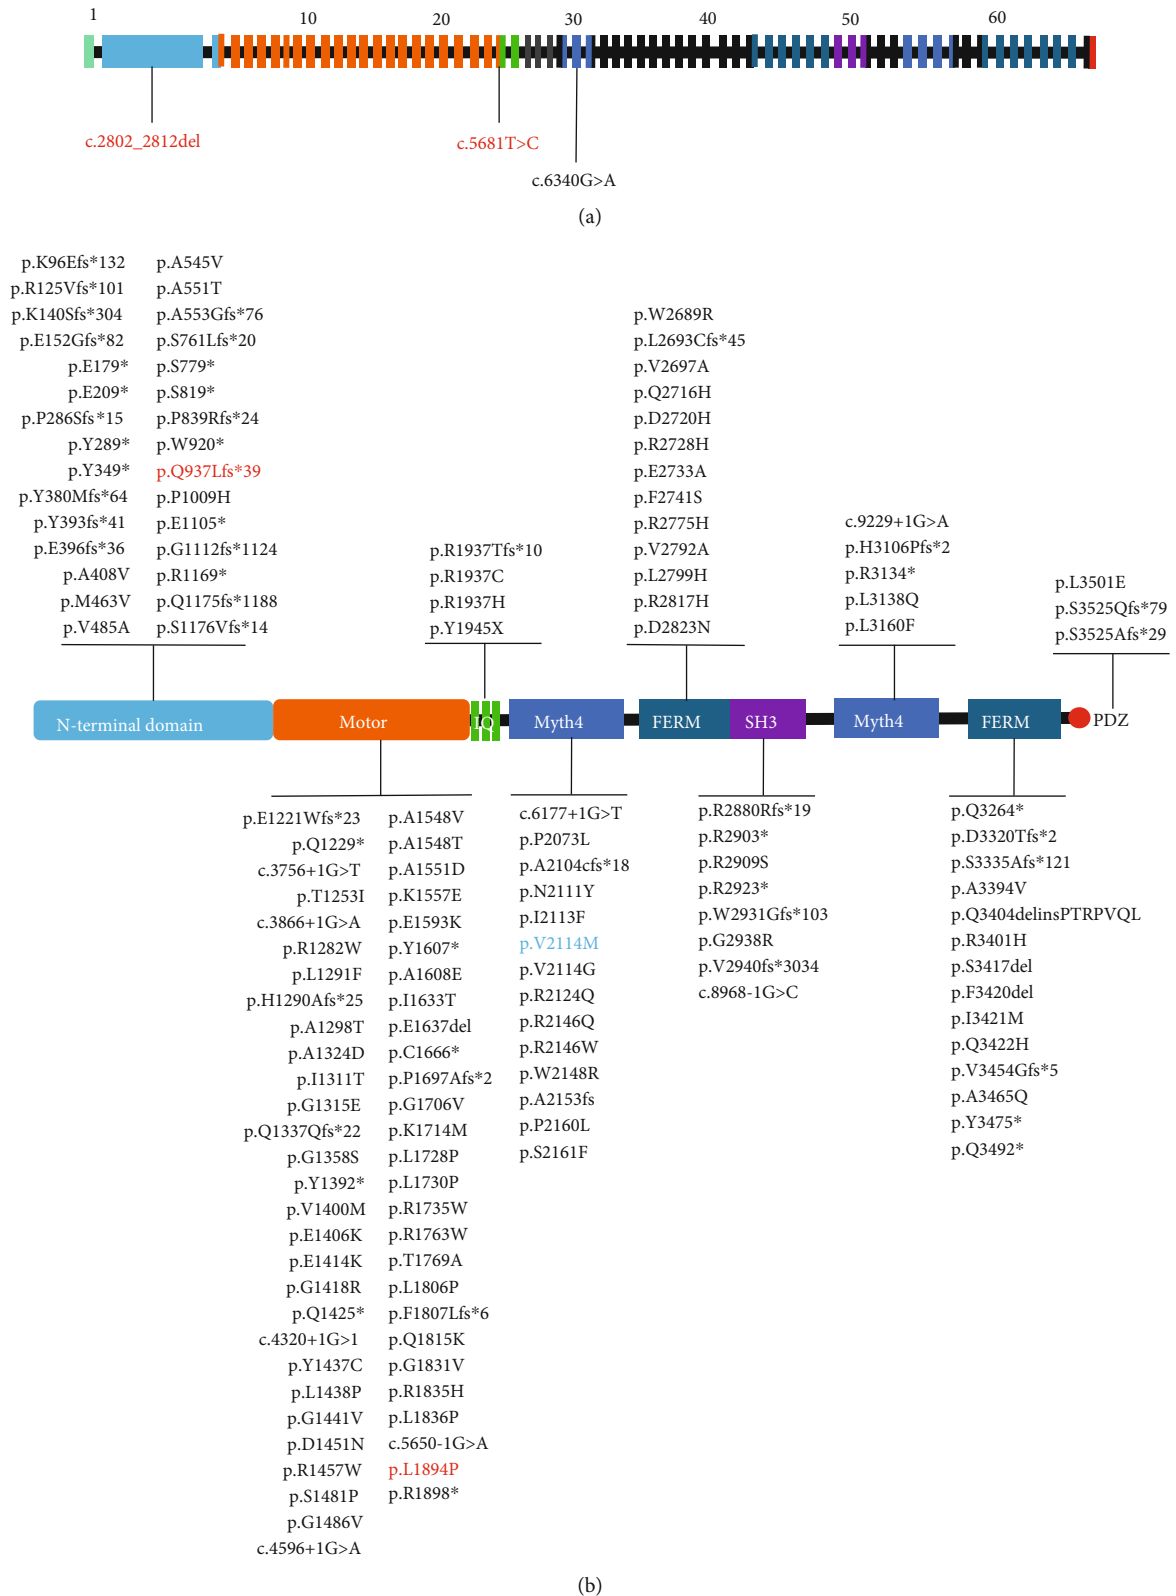 1 10 20 30 40 50 60
c.2802_2812del
c.5681T>C
c.6340G>A
(a)
p.K96Efs*132
p.R125Vfs*101
p.K140Sfs*304
p.E152Gfs*82
p.E179*
p.E209*
p.P286Sfs*15
p.Y289*
p.Y349*
p.Y380Mfs*64
p.Y393fs*41
p.E396fs*36
p.A408V
p.M463V
p.V485A
p.A545V
p.A551T
p.A553Gfs*76
p.S761Lfs*20
p.S779*
p.S819*
p.P839Rfs*24
p.W920*
p.Q937Lfs*39
p.P1009H
p.E1105*
p.G1112fs*1124
p.R1169*
p.Q1175fs*1188
p.S1176Vfs*14
p.R1937Tfs*10
p.R1937C
p.R1937H
p.Y1945X
p.W2689R
p.L2693Cfs*45
p.V2697A
p.Q2716H
p.D2720H
p.R2728H
p.E2733A
p.F2741S
p.R2775H
p.V2792A
p.L2799H
p.R2817H
p.D2823N
c.9229+1G>A
p.H3106Pfs*2
p.R3134*
p.L3138Q
p.L3160F
p.L3501E
p.S3525Qfs*79
p.S3525Afs*29
N-terminal domain Motor IQ Myth4 FERM SH3 Myth4 FERM PDZ
p.E1221Wfs*23
p.Q1229*
c.3756+1G>T
p.T1253I
c.3866+1G>A
p.R1282W
p.L1291F
p.H1290Afs*25
p.A1298T
p.A1324D
p.I1311T
p.G1315E
p.Q1337Qfs*22
p.G1358S
p.Y1392*
p.V1400M
p.E1406K
p.E1414K
p.G1418R
p.Q1425*
c.4320+1G>1
p.Y1437C
p.L1438P
p.G1441V
p.D1451N
p.R1457W
p.S1481P
p.G1486V
c.4596+1G>A
p.A1548V
p.A1548T
p.A1551D
p.K1557E
p.E1593K
p.Y1607*
p.A1608E
p.I1633T
p.E1637del
p.C1666*
p.P1697Afs*2
p.G1706V
p.K1714M
p.L1728P
p.L1730P
p.R1735W
p.R1763W
p.T1769A
p.L1806P
p.F1807Lfs*6
p.Q1815K
p.G1831V
p.R1835H
p.L1836P
c.5650-1G>A
p.L1894P
p.R1898*
c.6177+1G>T
p.P2073L
p.A2104cfs*18
p.N2111Y
p.I2113F
p.V2114M
p.V2114G
p.R2124Q
p.R2146Q
p.R2146W
p.W2148R
p.A2153fs
p.P2160L
p.S2161F
p.R2880Rfs*19
p.R2903*
p.R2909S
p.R2923*
p.W2931Gfs*103
p.G2938R
p.V2940fs*3034
c.8968-1G>C
p.Q3264*
p.D3320Tfs*2
p.S3335Afs*121
p.A3394V
p.Q3404delinsPTRPVQL
p.R3401H
p.S3417del
p.F3420del
p.I3421M
p.Q3422H
p.V3454Gfs*5
p.A3465Q
p.Y3475*
p.Q3492*
(b)